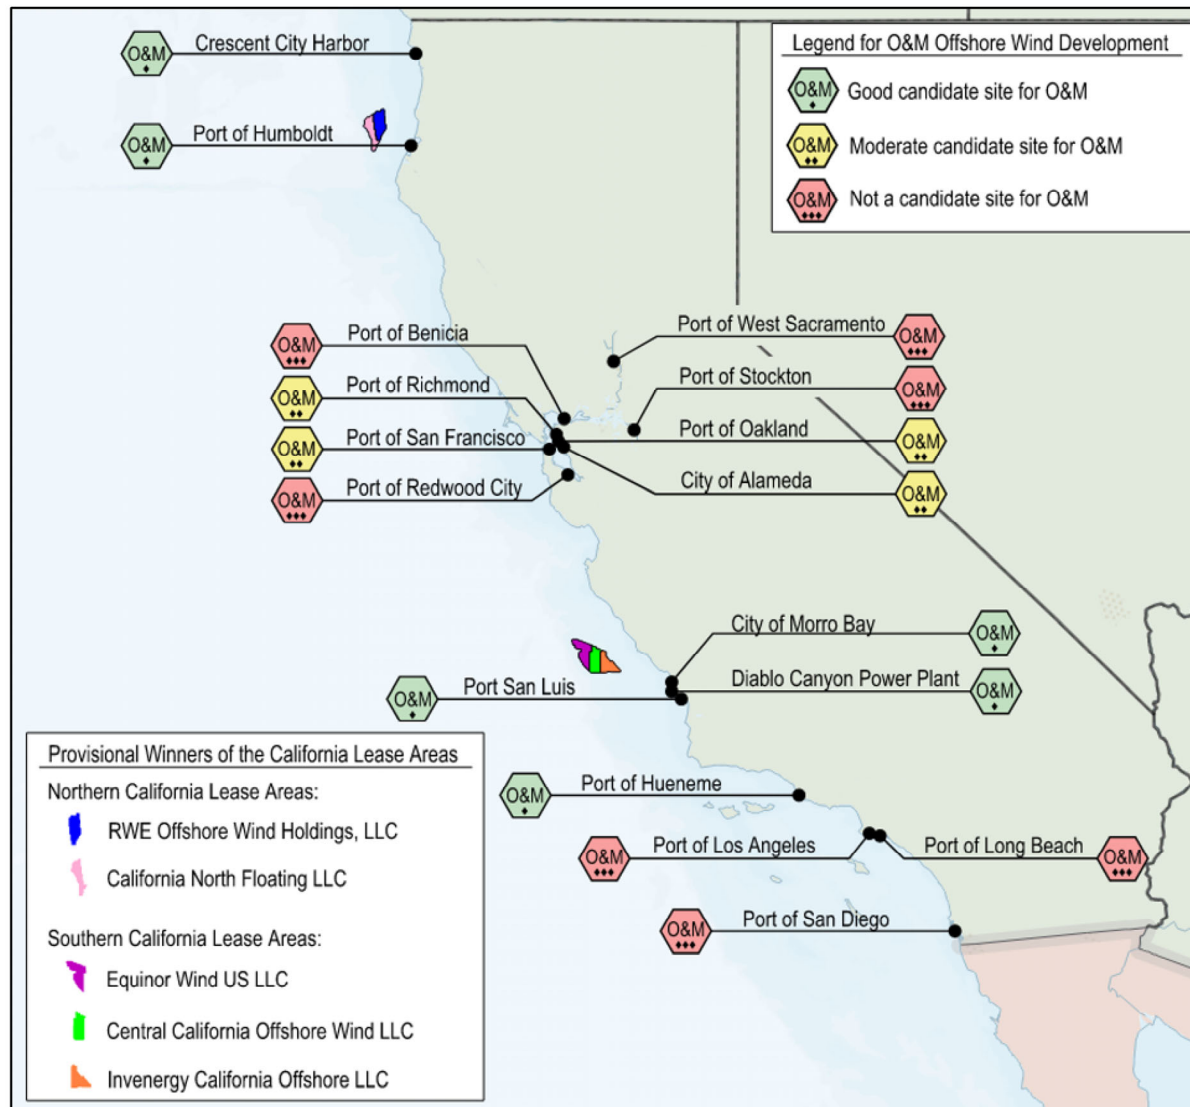 Crescent City Harbor
O&M
Port of Humboldt
O&M
Legend for O&M Offshore Wind Development
O&M
Good candidate site for O&M
O&M
Moderate candidate site for O&M
O&M
Not a candidate site for O&M
O&M
Port of Benicia
O&M
Port of Richmond
O&M
Port of San Francisco
O&M
Port of Redwood City
Port of West Sacramento
O&M
Port of Stockton
O&M
Port of Oakland
O&M
City of Alameda
O&M
City of Morro Bay
O&M
Diablo Canyon Power Plant
O&M
O&M
Port San Luis
O&M
Port of Hueneme
O&M
Port of Los Angeles
Port of Long Beach
O&M
O&M
Port of San Diego
Provisional Winners of the California Lease Areas
Northern California Lease Areas:
RWE Offshore Wind Holdings, LLC
California North Floating LLC
Southern California Lease Areas:
Equinor Wind US LLC
Central California Offshore Wind LLC
Invenergy California Offshore LLC